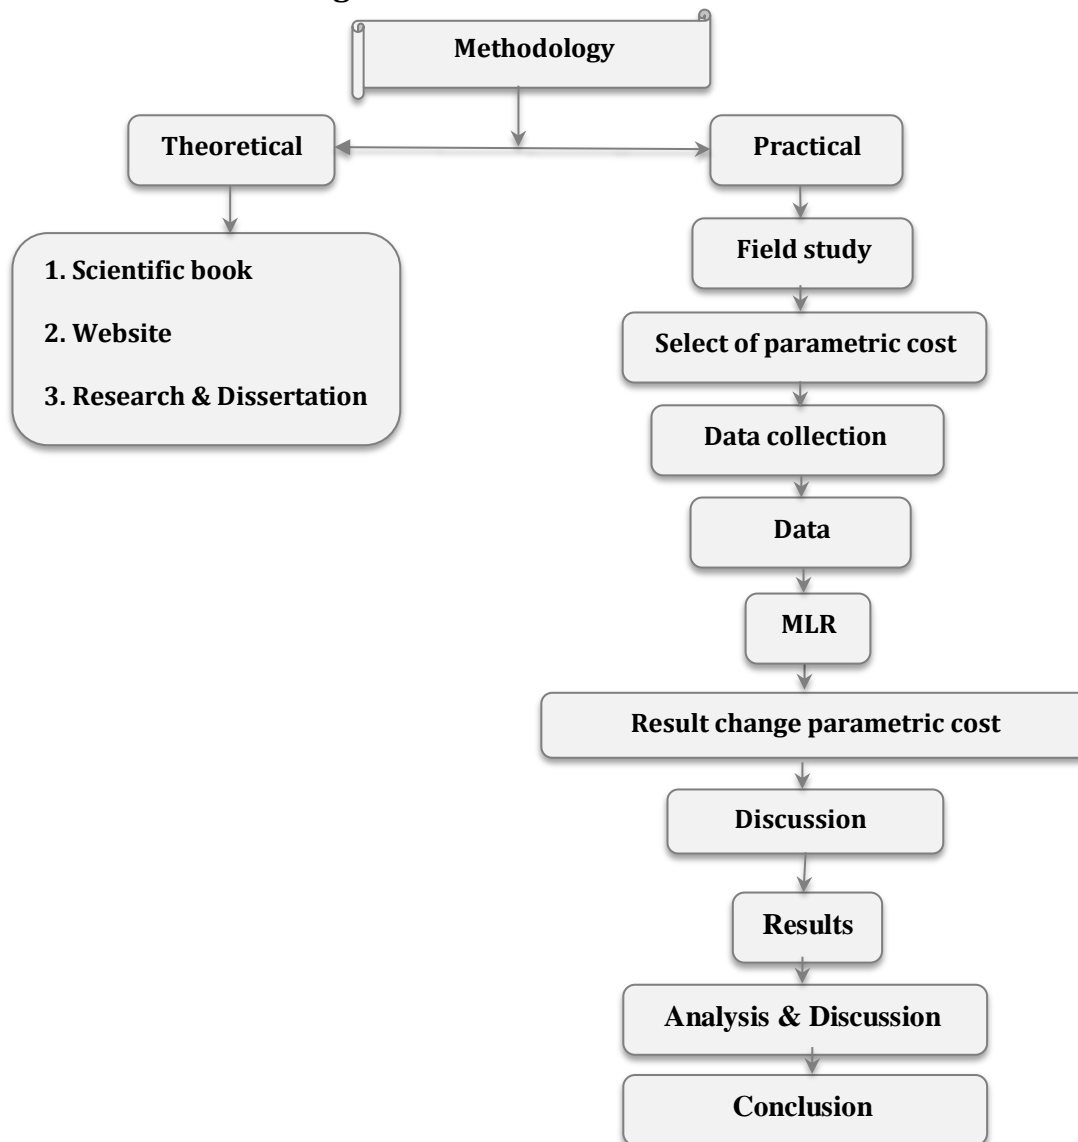 Methodology
Theoretical
Practical
1. Scientific book
2. Website
3. Research & Dissertation
Field study
Select of parametric cost
Data collection
Data
MLR
Result change parametric cost
Discussion
Results
Analysis & Discussion
Conclusion